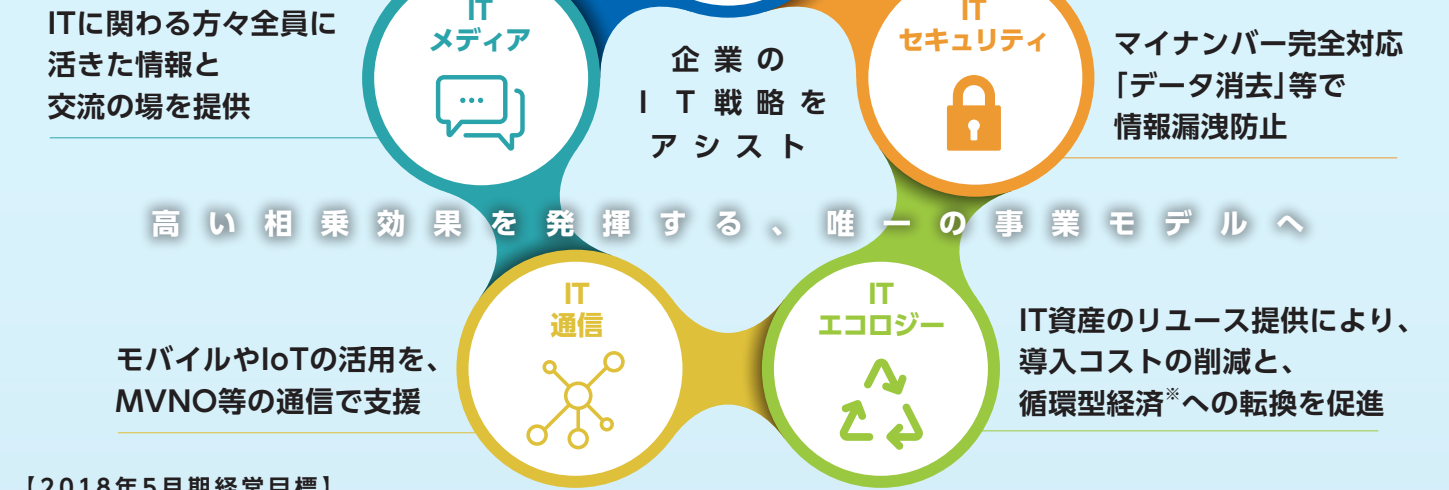 ITに関わる方々全員に
活きた情報と
交流の場を提供
IT
メディア
企業の
IT戦略を
アシスト
IT
セキュリティ
マイナンバー完全対応
「データ消去」等で
情報漏洩防止
高い相乗効果を発揮する、唯一の事業モデルへ
モバイルやIoTの活用を、
MVNO等の通信で支援
IT
通信
IT
エコロジー
IT資産のリユース提供により、
導入コストの削減と、
循環型経済※への転換を促進
【2018年5月期経営目標】